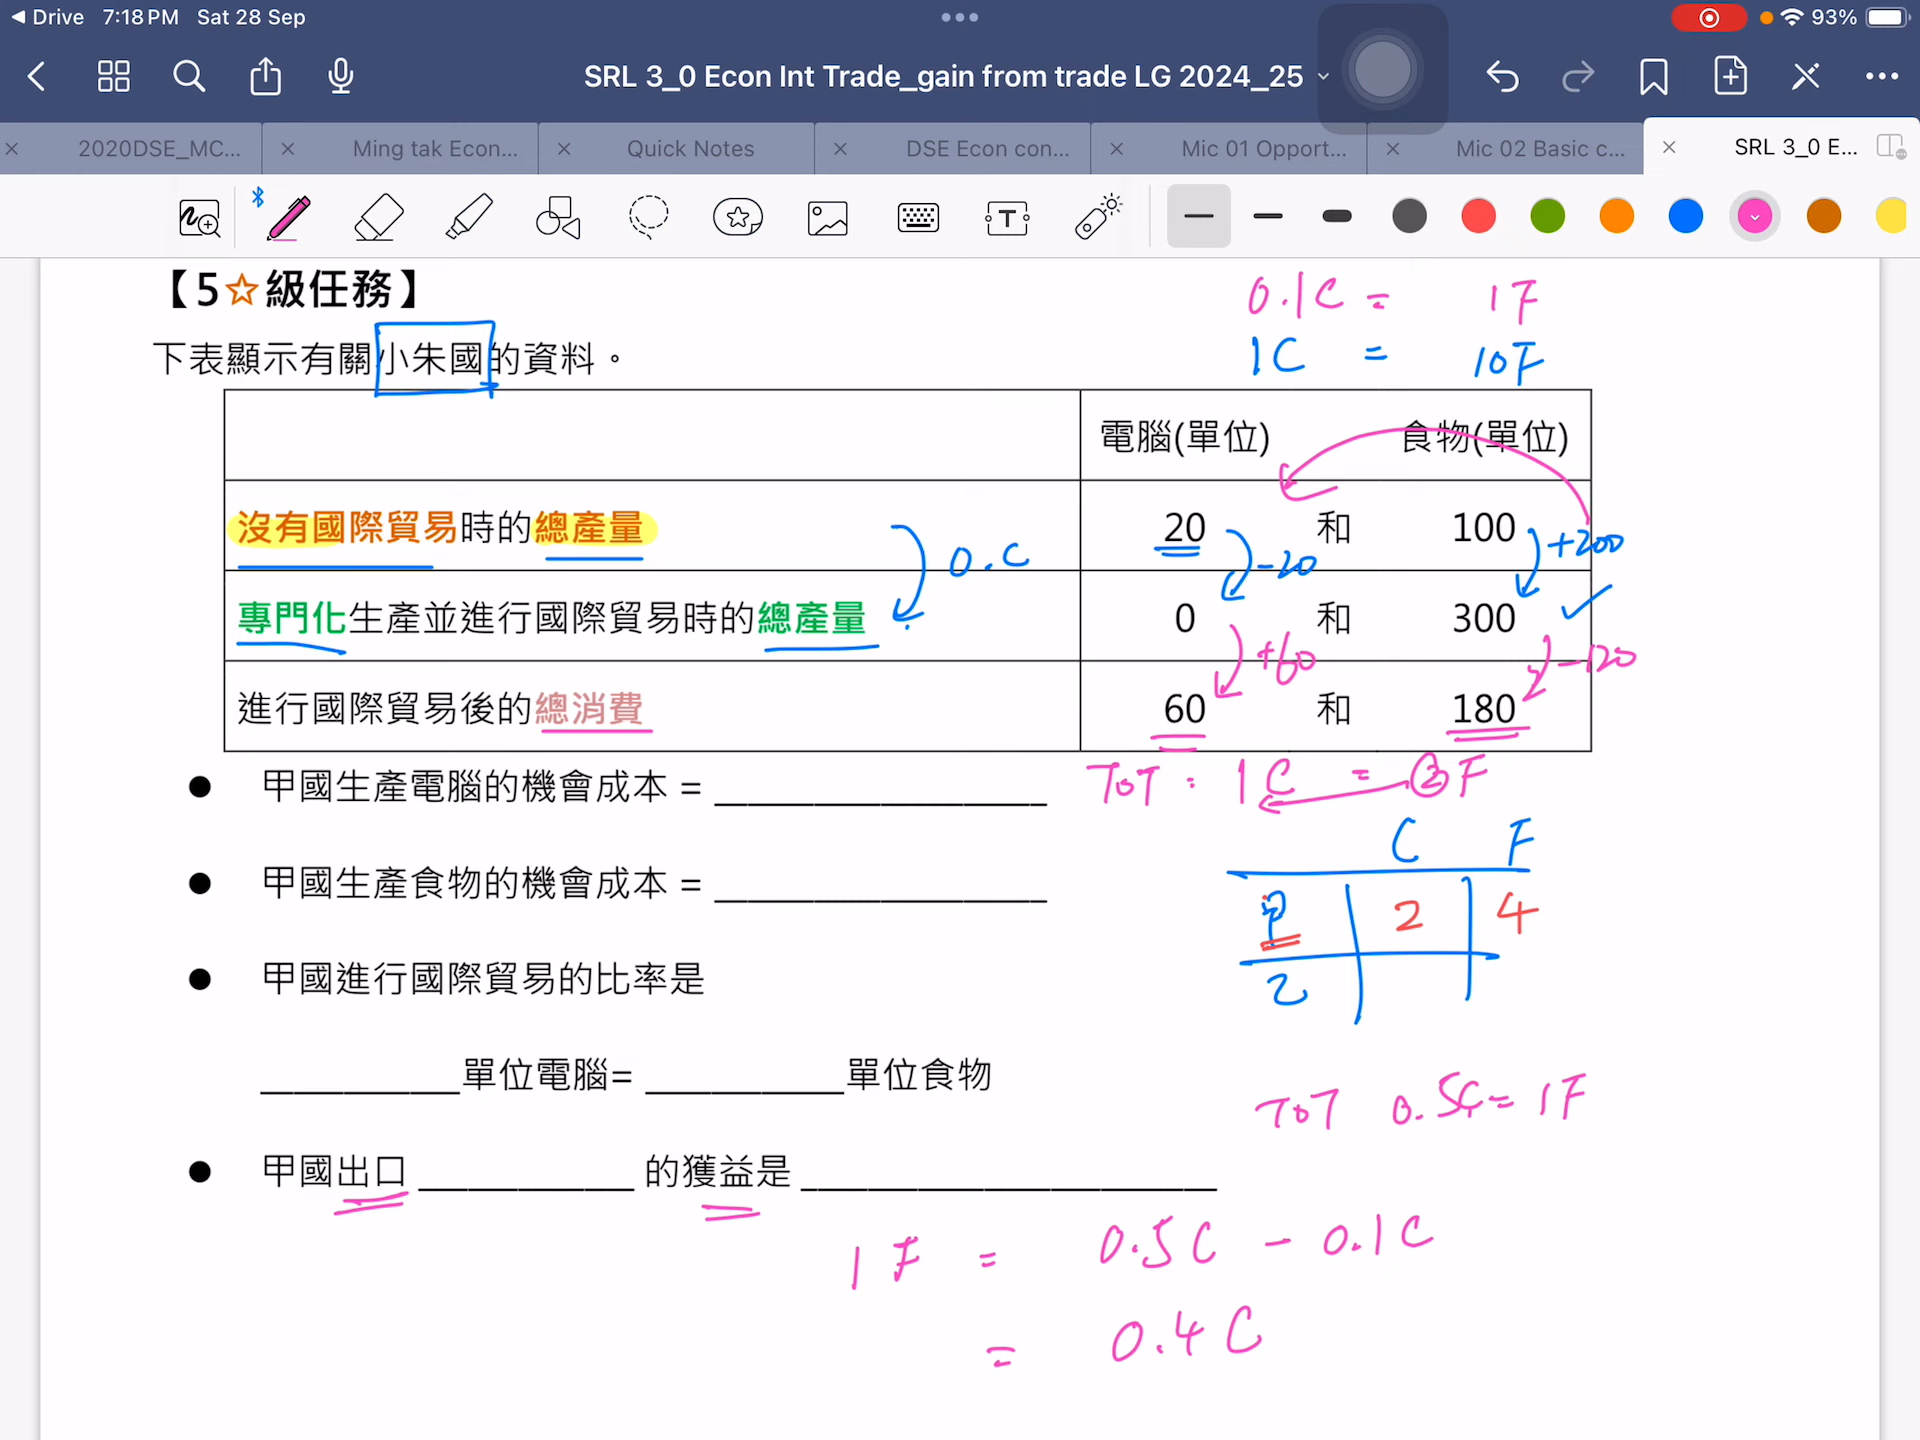 Drive 7:18 PM Sat 28 Sep 93%
SRL 3_0 Econ Int Trade_gain from trade LG 2024_25
2020DSE_MC... Ming tak Econ... Quick Notes DSE Econ con... Mic 01 Opport... Mic 02 Basic c... SRL 3_0 E...
【5☆級任務】
0.1C = 1F
下表顯示有關小朱國的資料。
1C = 10F
電腦(單位) 食物(單位)
沒有國際貿易時的總產量 20 和 100
O.C -20 +200
專門化生產並進行國際貿易時的總產量 0 和 300
+60 -120
進行國際貿易後的總消費 60 和 180
● 甲國生產電腦的機會成本 = ________________
TOT : 1C = 2F
C F
● 甲國生產食物的機會成本 = ________________
甲 2 4
● 甲國進行國際貿易的比率是
乙
__________單位電腦= __________單位食物
TOT 0.5C = 1F
● 甲國出口 ___________ 的獲益是 _____________________
1F = 0.5C - 0.1C
= 0.4C